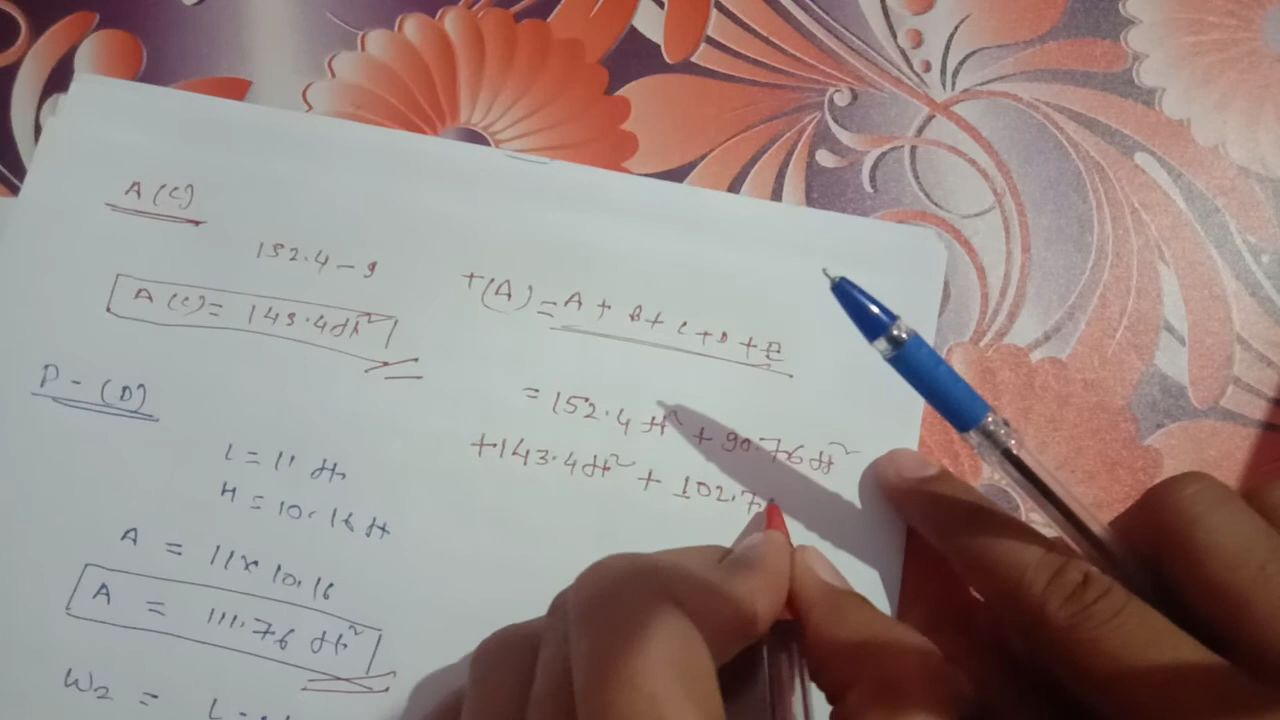 A (C)
152.4 - 9
A (C) = 143.4 ft²
D - (D)
L = 11 ft
H = 10.16 ft
A = 11 x 10.16
A = 111.76 ft²
W2 =
T(A) = A + B + C + D + E
= 152.4 ft² + 90.76 ft²
+ 143.4 ft² + 102.7